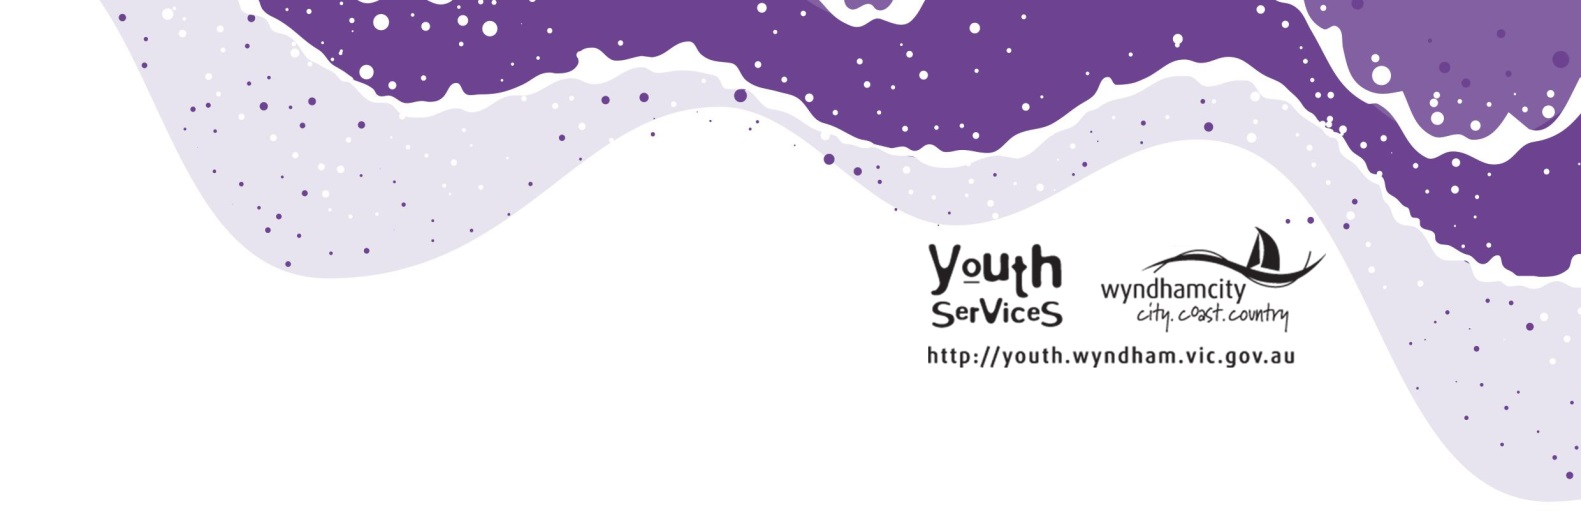 Youth
SerViceS
wyndhamcity
city.coast.country
http://youth.wyndham.vic.gov.au